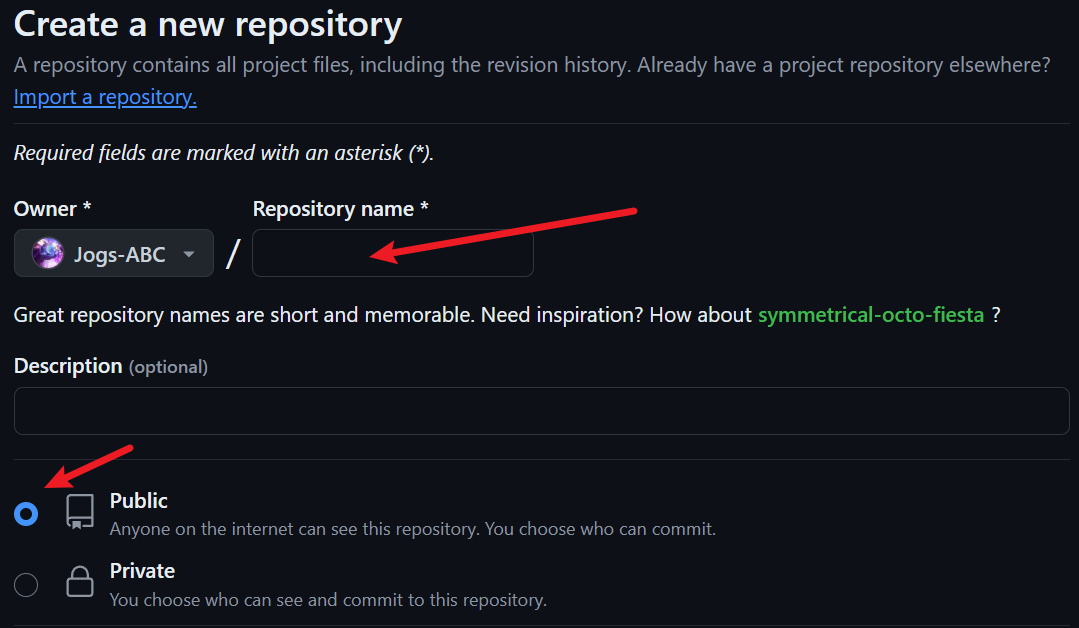 Create a new repository
A repository contains all project files, including the revision history. Already have a project repository elsewhere?
Import a repository.
Required fields are marked with an asterisk (*).
Owner * Repository name *
Jogs-ABC /
Great repository names are short and memorable. Need inspiration? How about symmetrical-octo-fiesta ?
Description (optional)
Public
Anyone on the internet can see this repository. You choose who can commit.
Private
You choose who can see and commit to this repository.